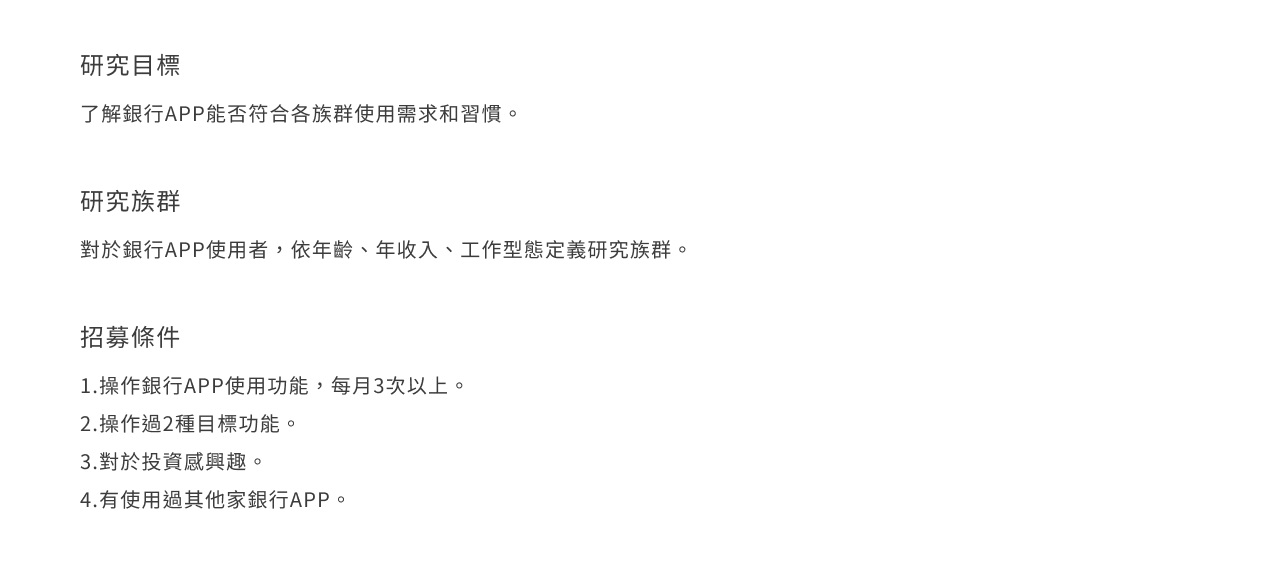 研究目標
了解銀行APP能否符合各族群使用需求和習慣。
研究族群
對於銀行APP使用者，依年齡、年收入、工作型態定義研究族群。
招募條件
1.操作銀行APP使用功能，每月3次以上。
2.操作過2種目標功能。
3.對於投資感興趣。
4.有使用過其他家銀行APP。